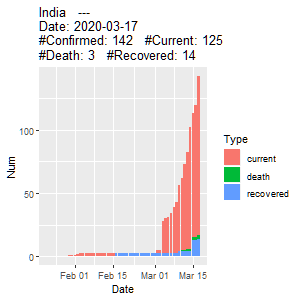 India   ---
Date: 2020-03-17
#Confirmed: 142   #Current: 125
#Death: 3   #Recovered: 14
Num
100
50
0
Feb 01
Feb 15
Mar 01
Mar 15
Date
Type
current
death
recovered